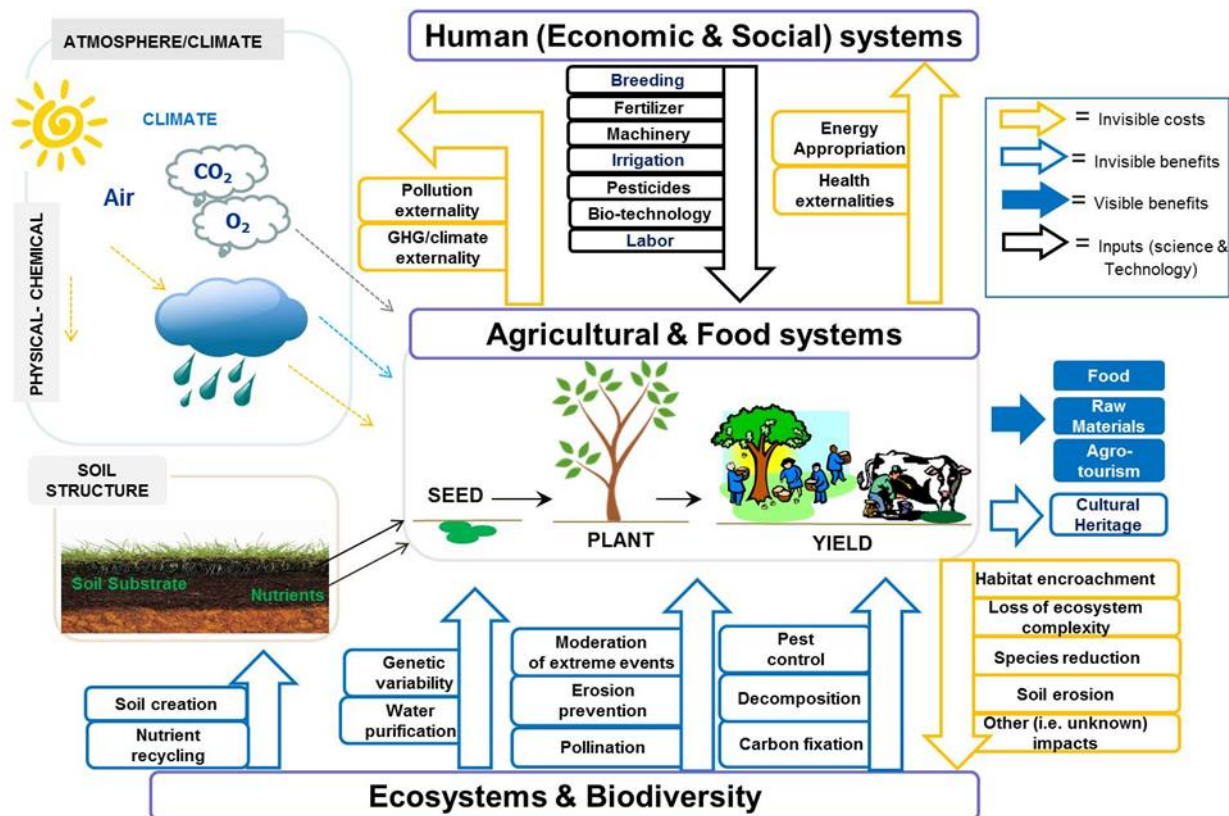 ATMOSPHERE/CLIMATE
CLIMATE
Air
CO₂
O₂
PHYSICAL- CHEMICAL
Human (Economic & Social) systems
Breeding
Fertilizer
Machinery
Irrigation
Pesticides
Bio-technology
Labor
Pollution
externality
GHG/climate
externality
Energy
Appropriation
Health
externalities
= Invisible costs
= Invisible benefits
= Visible benefits
= Inputs (science &
Technology)
Agricultural & Food systems
SEED
PLANT
YIELD
Food
Raw
Materials
Agro-
tourism
Cultural
Heritage
SOIL
STRUCTURE
Soil Substrate
Nutrients
Soil creation
Nutrient
recycling
Genetic
variability
Water
purification
Moderation
of extreme events
Erosion
prevention
Pollination
Pest
control
Decomposition
Carbon fixation
Habitat encroachment
Loss of ecosystem
complexity
Species reduction
Soil erosion
Other (i.e. unknown)
impacts
Ecosystems & Biodiversity